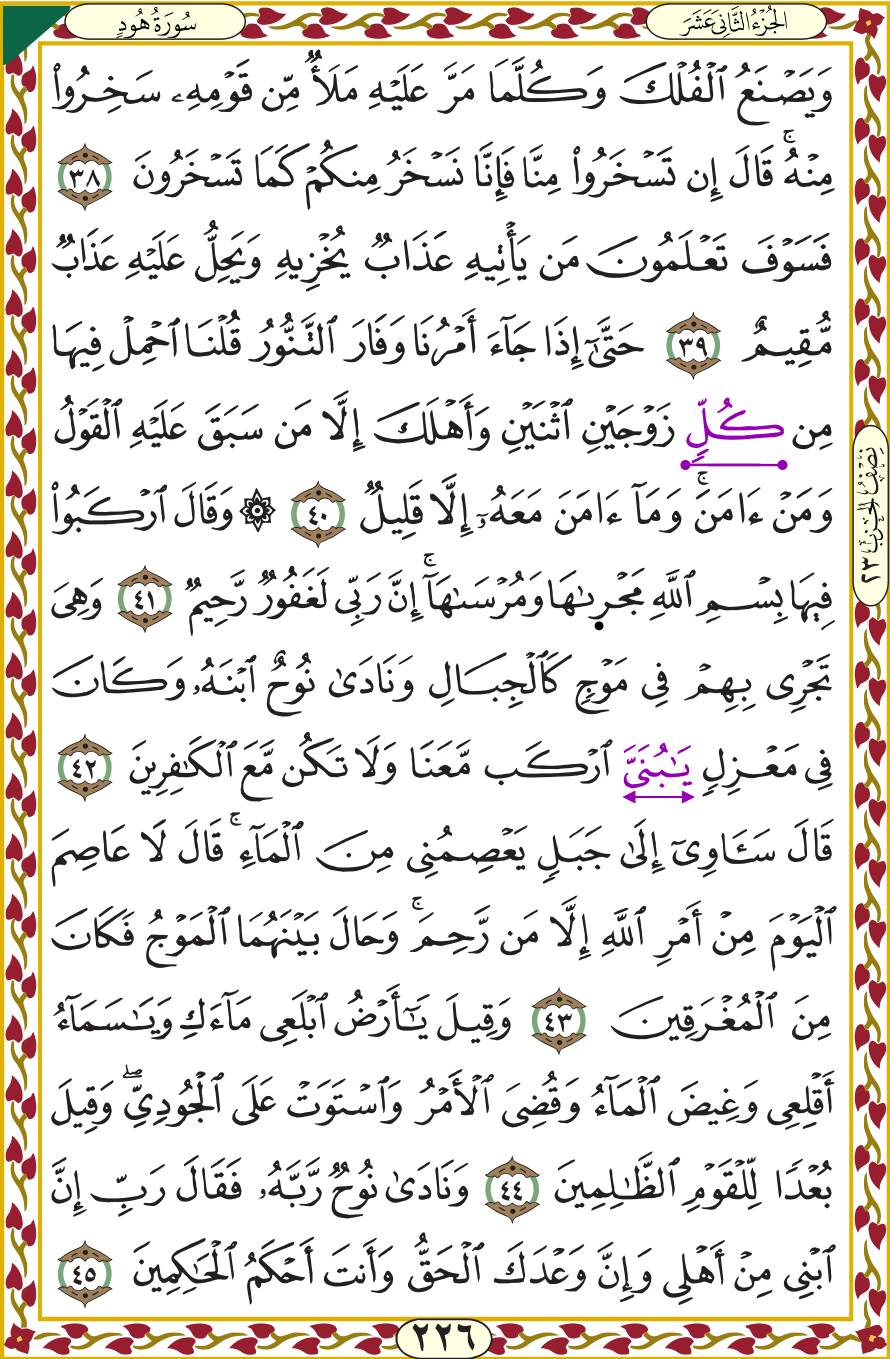 الجُزْءُ الثَّانِيَ عَشَرَ
سُورَةُ هُودٍ
وَيَصْنَعُ ٱلْفُلْكَ وَكُلَّمَا مَرَّ عَلَيْهِ مَلَأٌ مِّن قَوْمِهِۦ سَخِرُوا۟
مِنْهُ ۚ قَالَ إِن تَسْخَرُوا۟ مِنَّا فَإِنَّا نَسْخَرُ مِنكُمْ كَمَا تَسْخَرُونَ ٣٨
فَسَوْفَ تَعْلَمُونَ مَن يَأْتِيهِ عَذَابٌ يُخْزِيهِ وَيَحِلُّ عَلَيْهِ عَذَابٌ
مُّقِيمٌ ٣٩ حَتَّىٰٓ إِذَا جَآءَ أَمْرُنَا وَفَارَ ٱلتَّنُّورُ قُلْنَا ٱحْمِلْ فِيهَا
مِن كُلِّ زَوْجَيْنِ ٱثْنَيْنِ وَأَهْلَكَ إِلَّا مَن سَبَقَ عَلَيْهِ ٱلْقَوْلُ
وَمَنْ ءَامَنَ ۚ وَمَآ ءَامَنَ مَعَهُۥٓ إِلَّا قَلِيلٌ ٤٠ ۞ وَقَالَ ٱرْكَبُوا۟
فِيهَا بِسْمِ ٱللَّهِ مَجْر۪ىٰهَا وَمُرْسَىٰهَآ ۚ إِنَّ رَبِّى لَغَفُورٌ رَّحِيمٌ ٤١ وَهِىَ
تَجْرِى بِهِمْ فِى مَوْجٍ كَٱلْجِبَالِ وَنَادَىٰ نُوحٌ ٱبْنَهُۥ وَكَانَ
فِى مَعْزِلٍ يَٰبُنَىَّ ٱرْكَب مَّعَنَا وَلَا تَكُن مَّعَ ٱلْكَٰفِرِينَ ٤٢
قَالَ سَـَٔاوِىٓ إِلَىٰ جَبَلٍ يَعْصِمُنِى مِنَ ٱلْمَآءِ ۚ قَالَ لَا عَاصِمَ
ٱلْيَوْمَ مِنْ أَمْرِ ٱللَّهِ إِلَّا مَن رَّحِمَ ۚ وَحَالَ بَيْنَهُمَا ٱلْمَوْجُ فَكَانَ
مِنَ ٱلْمُغْرَقِينَ ٤٣ وَقِيلَ يَٰٓأَرْضُ ٱبْلَعِى مَآءَكِ وَيَٰسَمَآءُ
أَقْلِعِى وَغِيضَ ٱلْمَآءُ وَقُضِىَ ٱلْأَمْرُ وَٱسْتَوَتْ عَلَى ٱلْجُودِىِّ ۖ وَقِيلَ
بُعْدًا لِّلْقَوْمِ ٱلظَّٰلِمِينَ ٤٤ وَنَادَىٰ نُوحٌ رَّبَّهُۥ فَقَالَ رَبِّ إِنَّ
ٱبْنِى مِنْ أَهْلِى وَإِنَّ وَعْدَكَ ٱلْحَقُّ وَأَنتَ أَحْكَمُ ٱلْحَٰكِمِينَ ٤٥
نِصْفُ الحِزْبِ ٢٣
٢٢٦